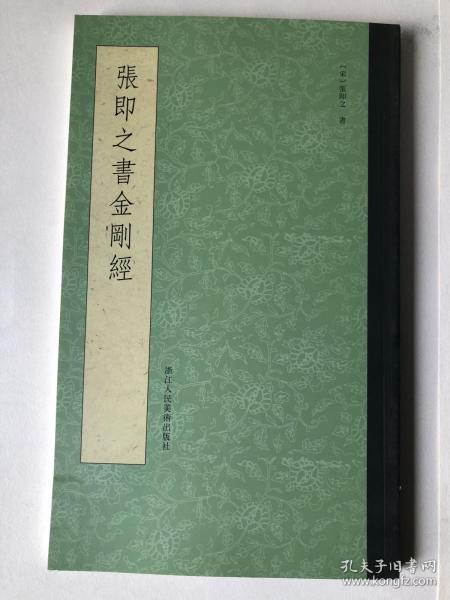 張即之書金剛經
［宋］張即之 書
浙江人民美術出版社
孔夫子旧书网
www.kongfz.com